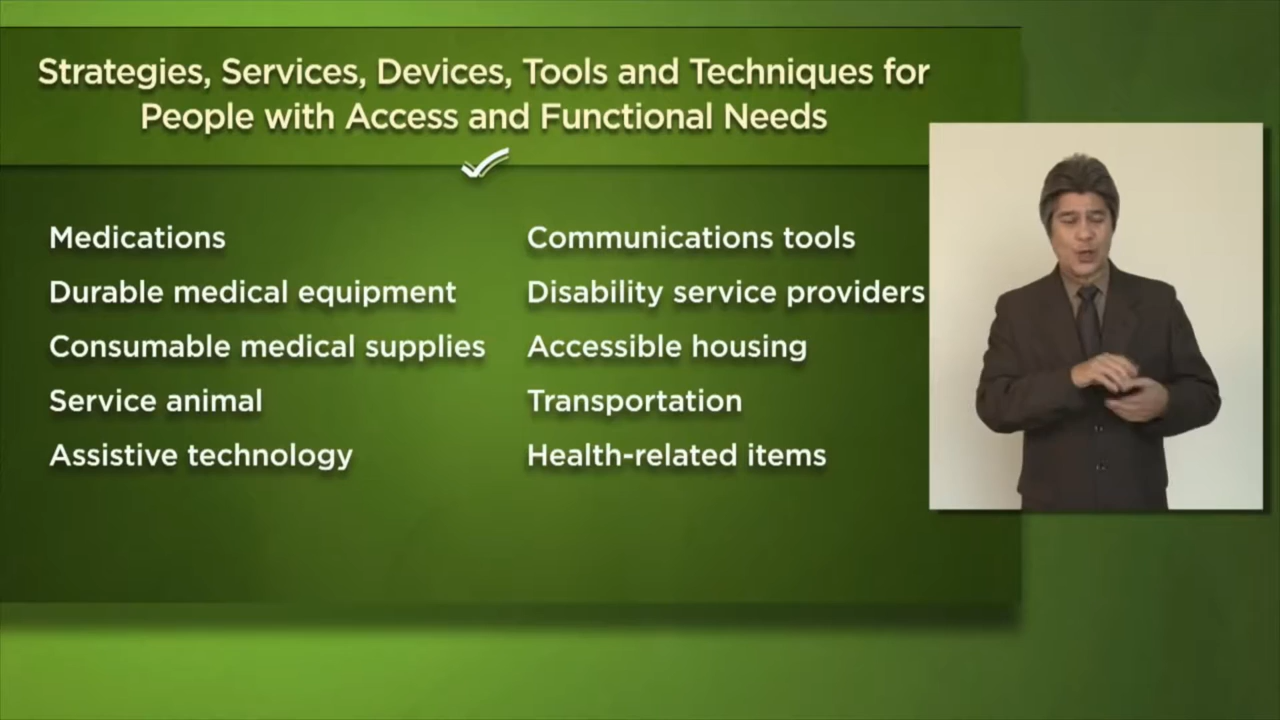 Strategies, Services, Devices, Tools and Techniques for
People with Access and Functional Needs
Medications
Durable medical equipment
Consumable medical supplies
Service animal
Assistive technology
Communications tools
Disability service providers
Accessible housing
Transportation
Health-related items